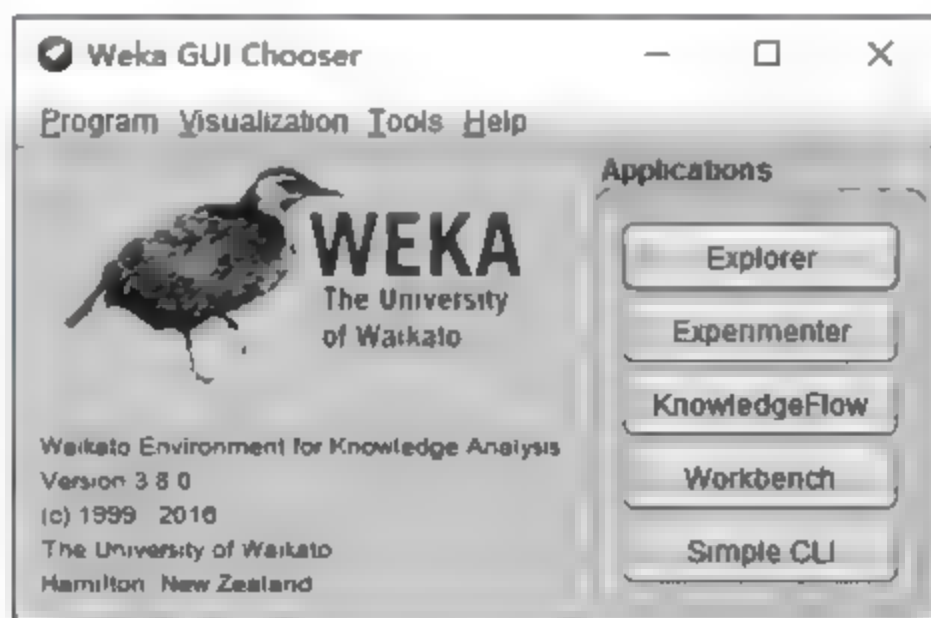 Weka GUI Chooser
Program Visualization Tools Help
Applications
WEKA
The University
of Waikato
Explorer
Experimenter
KnowledgeFlow
Workbench
Simple CLI
Waikato Environment for Knowledge Analysis
Version 3 8 0
(c) 1999 2016
The University of Waikato
Hamilton New Zealand